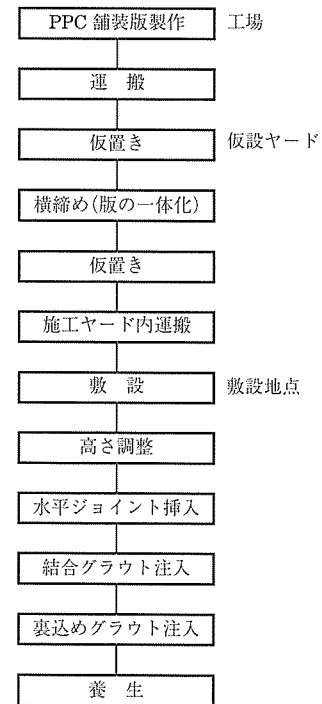 PPC 舗装版製作 工場
運 搬
仮置き 仮設ヤード
横締め(版の一体化)
仮置き
施工ヤード内運搬
敷 設 敷設地点
高さ調整
水平ジョイント挿入
結合グラウト注入
裏込めグラウト注入
養 生